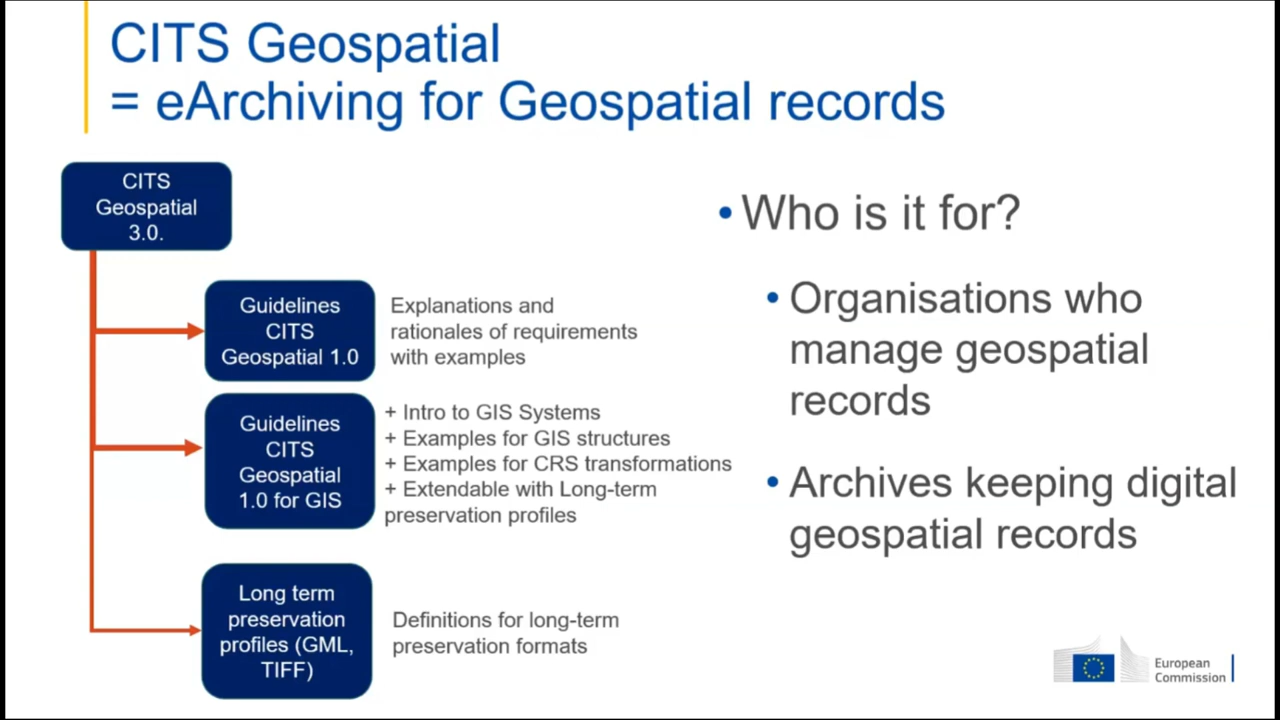 CITS Geospatial
= eArchiving for Geospatial records
CITS
Geospatial
3.0.
Guidelines
CITS
Geospatial 1.0
Explanations and
rationales of requirements
with examples
Guidelines
CITS
Geospatial
1.0 for GIS
+ Intro to GIS Systems
+ Examples for GIS structures
+ Examples for CRS transformations
+ Extendable with Long-term
preservation profiles
Long term
preservation
profiles (GML,
TIFF)
Definitions for long-term
preservation formats
• Who is it for?
• Organisations who
manage geospatial
records
• Archives keeping digital
geospatial records
European
Commission